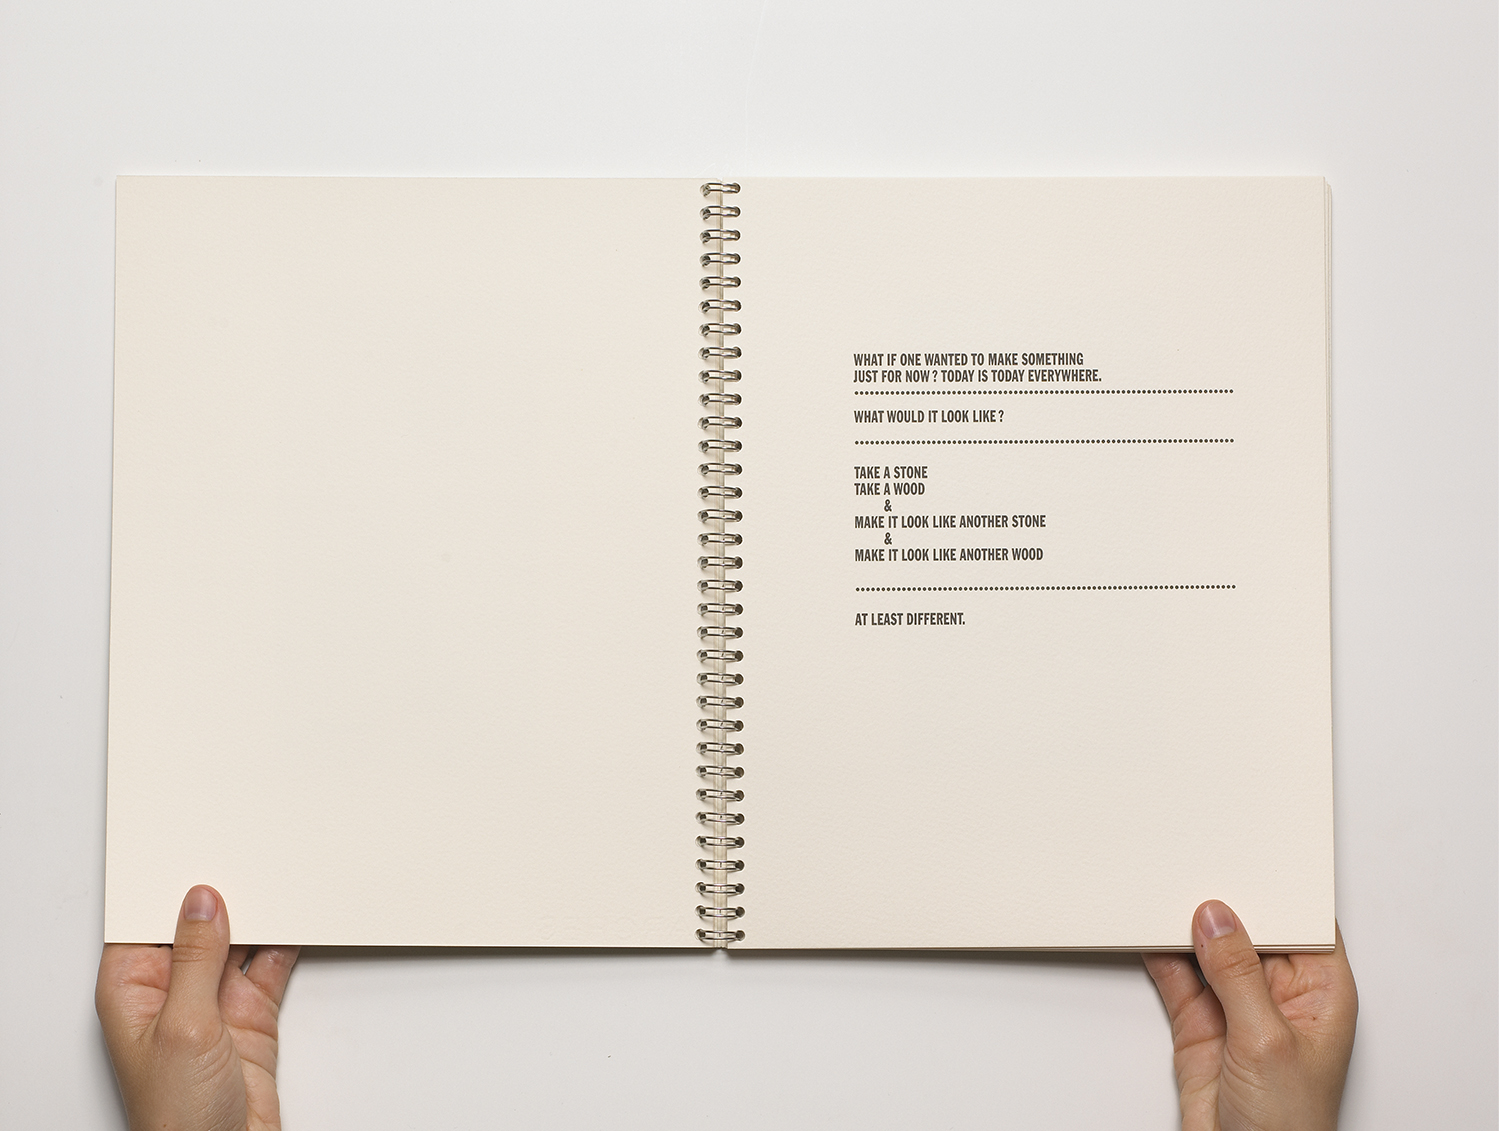 WHAT IF ONE WANTED TO MAKE SOMETHING
JUST FOR NOW? TODAY IS TODAY EVERYWHERE.
WHAT WOULD IT LOOK LIKE?
TAKE A STONE
TAKE A WOOD
&
MAKE IT LOOK LIKE ANOTHER STONE
&
MAKE IT LOOK LIKE ANOTHER WOOD
AT LEAST DIFFERENT.